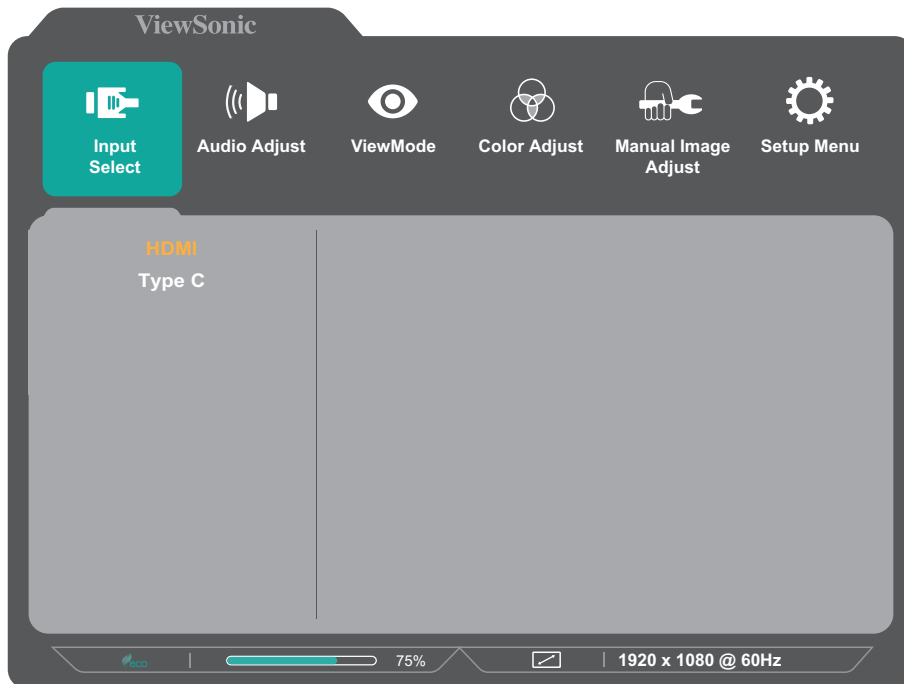 ViewSonic
Input
Select
Audio Adjust
ViewMode
Color Adjust
Manual Image
Adjust
Setup Menu
HDMI
Type C
eco
75%
1920 x 1080 @ 60Hz